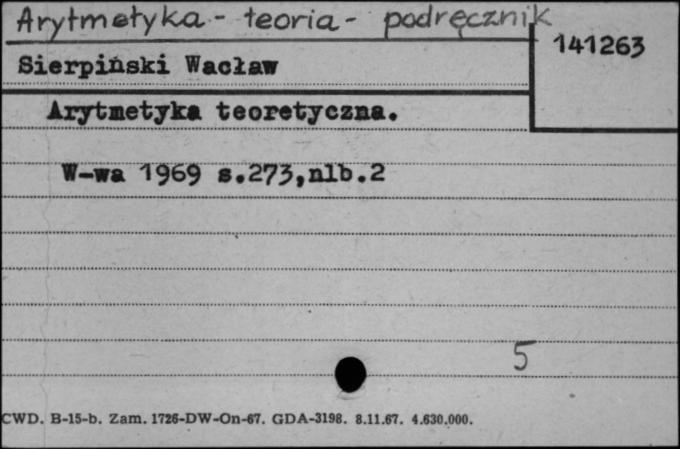 Arytmetyka - teoria - podręcznik
141263
Sierpiński Wacław
Arytmetyka teoretyczna.
W-wa 1969 s.273,nlb.2
5
CWD. B-15-b. Zam. 1726-DW-On-67. GDA-3198. 8.11.67. 4.630.000.